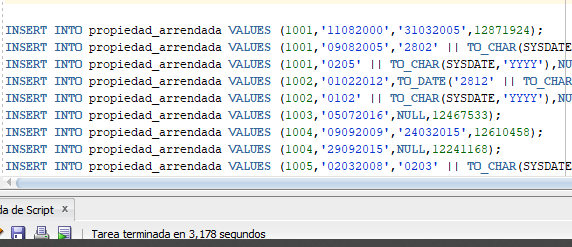 INSERT INTO propiedad_arrendada VALUES (1001,'11082000','31032005',12871924);
INSERT INTO propiedad_arrendada VALUES (1001,'09082005','2802' || TO_CHAR(SYSDATE
INSERT INTO propiedad_arrendada VALUES (1001,'0205' || TO_CHAR(SYSDATE,'YYYY'),NU
INSERT INTO propiedad_arrendada VALUES (1002,'01022012',TO_DATE('2812' || TO_CHAR
INSERT INTO propiedad_arrendada VALUES (1002,'0102' || TO_CHAR(SYSDATE,'YYYY'),NU
INSERT INTO propiedad_arrendada VALUES (1003,'05072016',NULL,12467533);
INSERT INTO propiedad_arrendada VALUES (1004,'09092009','24032015',12610458);
INSERT INTO propiedad_arrendada VALUES (1004,'29092015',NULL,12241168);
INSERT INTO propiedad_arrendada VALUES (1005,'02032008','0203' || TO_CHAR(SYSDATE
da de Script x
Tarea terminada en 3,178 segundos